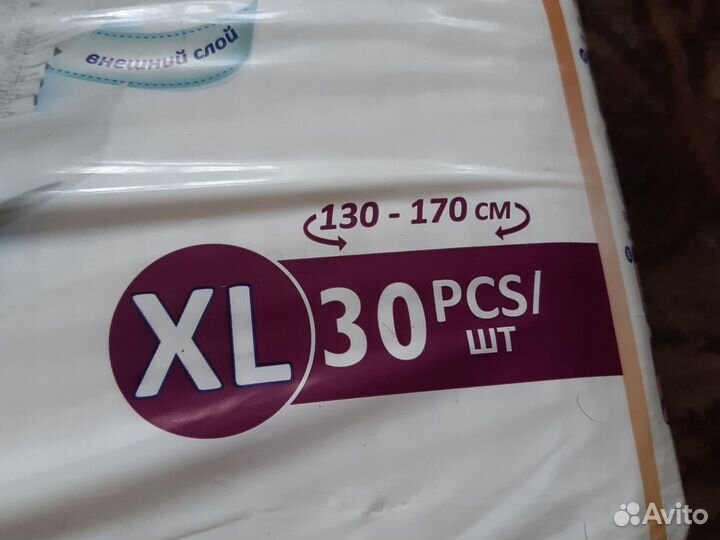 внешний слой
130 - 170 см
XL 30 PCS/
ШТ
Avito